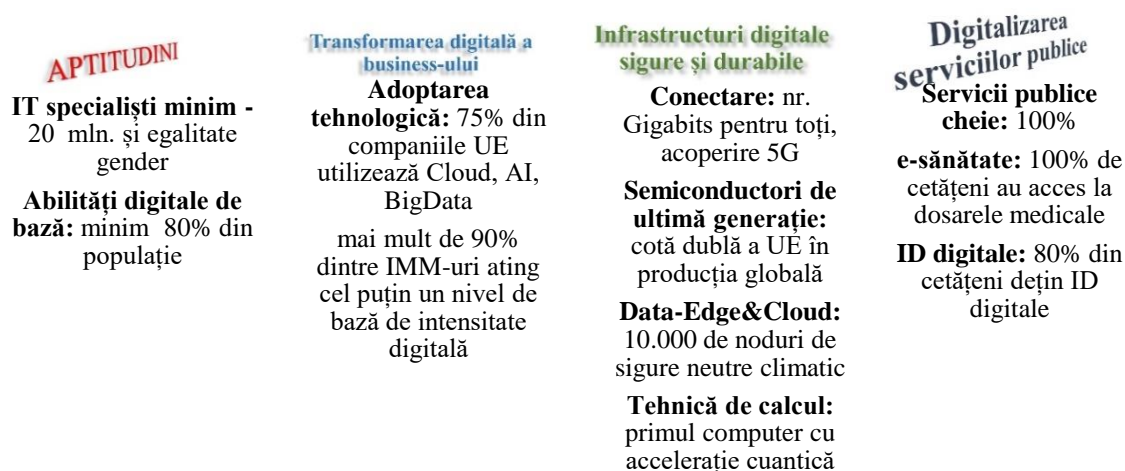 APTITUDINI
IT specialiști minim -
20 mln. și egalitate
gender
Abilități digitale de
bază: minim 80% din
populație
Transformarea digitală a
business-ului
Adoptarea
tehnologică: 75% din
companiile UE
utilizează Cloud, AI,
BigData
mai mult de 90%
dintre IMM-uri ating
cel puțin un nivel de
bază de intensitate
digitală
Infrastructuri digitale
sigure și durabile
Conectare: nr.
Gigabits pentru toți,
acoperire 5G
Semiconductori de
ultimă generație:
cotă dublă a UE în
producția globală
Data-Edge&Cloud:
10.000 de noduri de
sigure neutre climatic
Tehnică de calcul:
primul computer cu
accelerație cuantică
Digitalizarea
serviciilor publice
Servicii publice
cheie: 100%
e-sănătate: 100% de
cetățeni au acces la
dosarele medicale
ID digitale: 80% din
cetățeni dețin ID
digitale